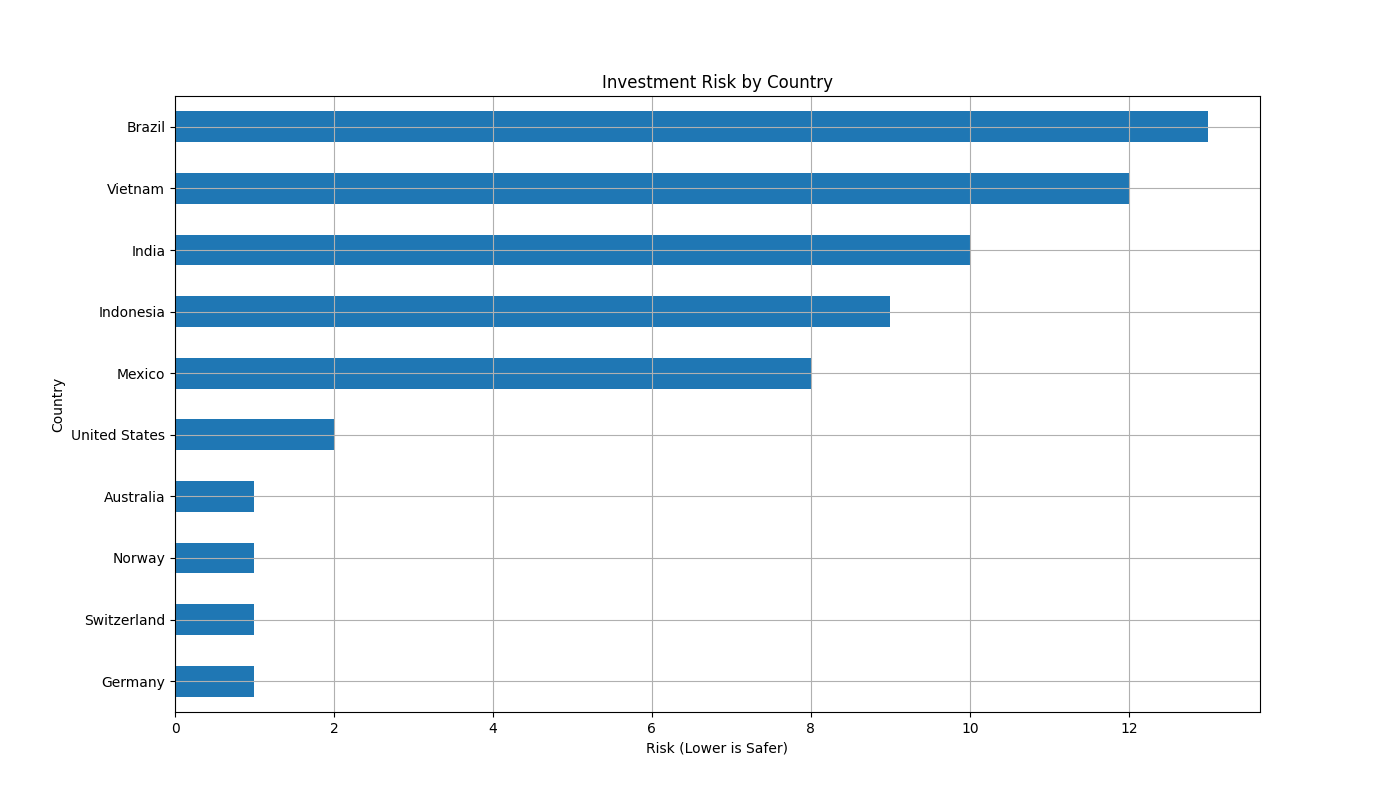 Investment Risk by Country
Brazil
Vietnam
India
Indonesia
Mexico
United States
Australia
Norway
Switzerland
Germany
Country
0 2 4 6 8 10 12
Risk (Lower is Safer)